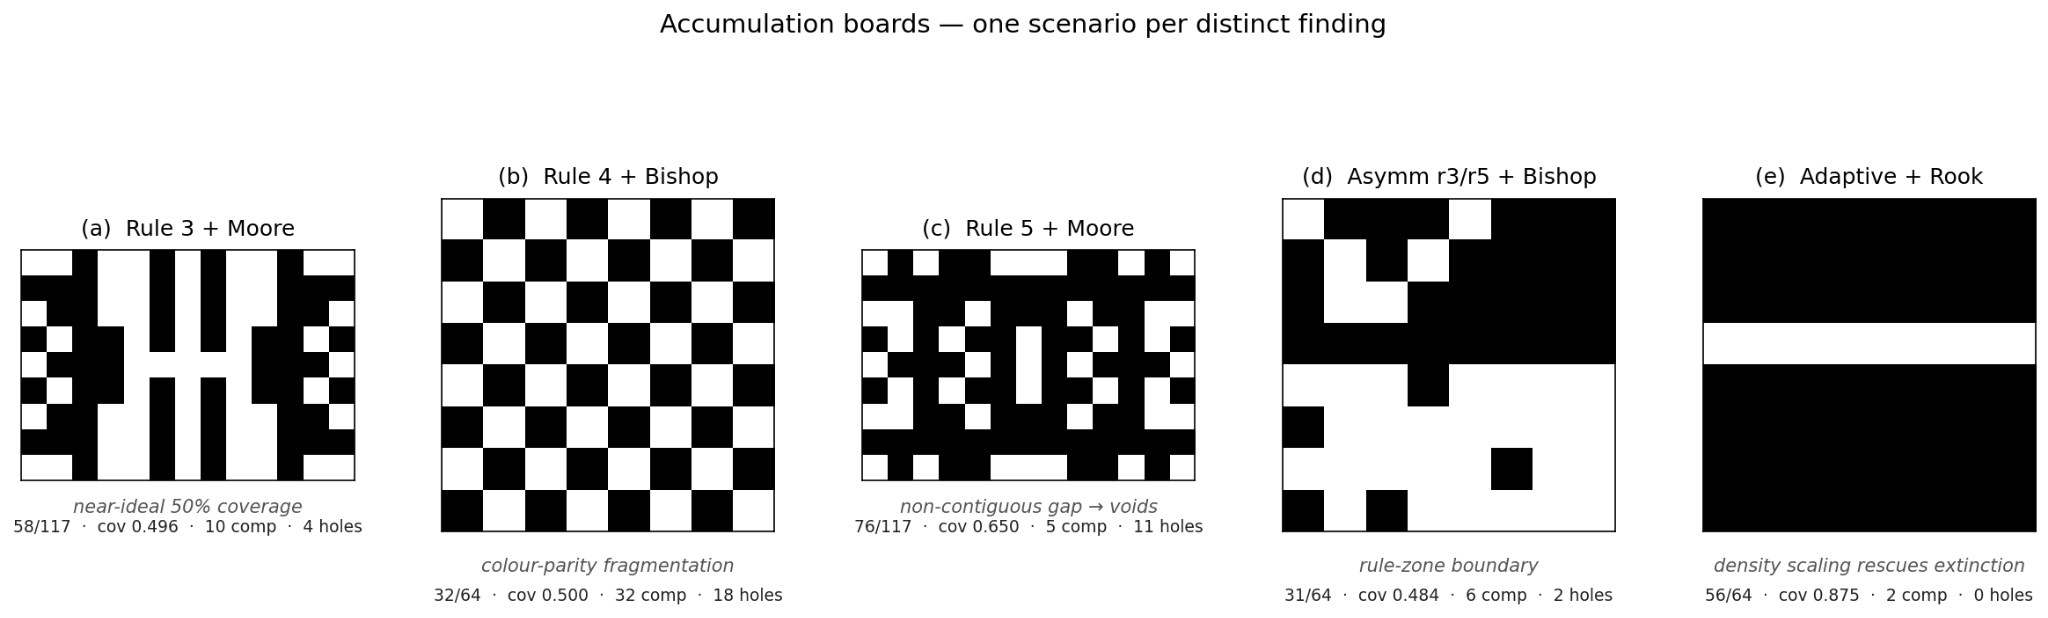 Accumulation boards — one scenario per distinct finding
(a)  Rule 3 + Moore
near-ideal 50% coverage
58/117  ·  cov 0.496  ·  10 comp  ·  4 holes
(b)  Rule 4 + Bishop
colour-parity fragmentation
32/64  ·  cov 0.500  ·  32 comp  ·  18 holes
(c)  Rule 5 + Moore
non-contiguous gap → voids
76/117  ·  cov 0.650  ·  5 comp  ·  11 holes
(d)  Asymm r3/r5 + Bishop
rule-zone boundary
31/64  ·  cov 0.484  ·  6 comp  ·  2 holes
(e)  Adaptive + Rook
density scaling rescues extinction
56/64  ·  cov 0.875  ·  2 comp  ·  0 holes